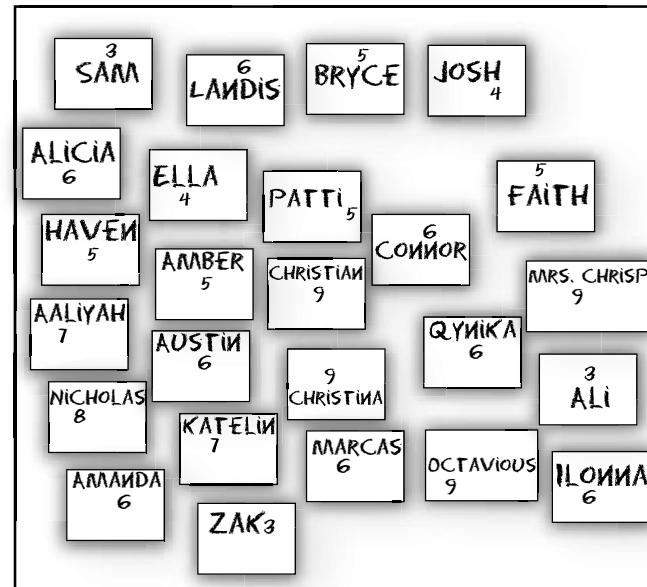 3
SAM
6
LANDIS
5
BRYCE
JOSH
4
ALICIA
6
ELLA
4
PATTI 5
5
FAITH
HAVEN
5
6
CONNOR
AMBER
5
CHRISTIAN
9
MRS. CHRISP
9
AALIYAH
7
AUSTIN
6
QYNIKA
6
NICHOLAS
8
9
CHRISTINA
3
ALI
KATELIN
7
MARCAS
6
OCTAVIOUS
9
ILONNA
6
AMANDA
6
ZAK3